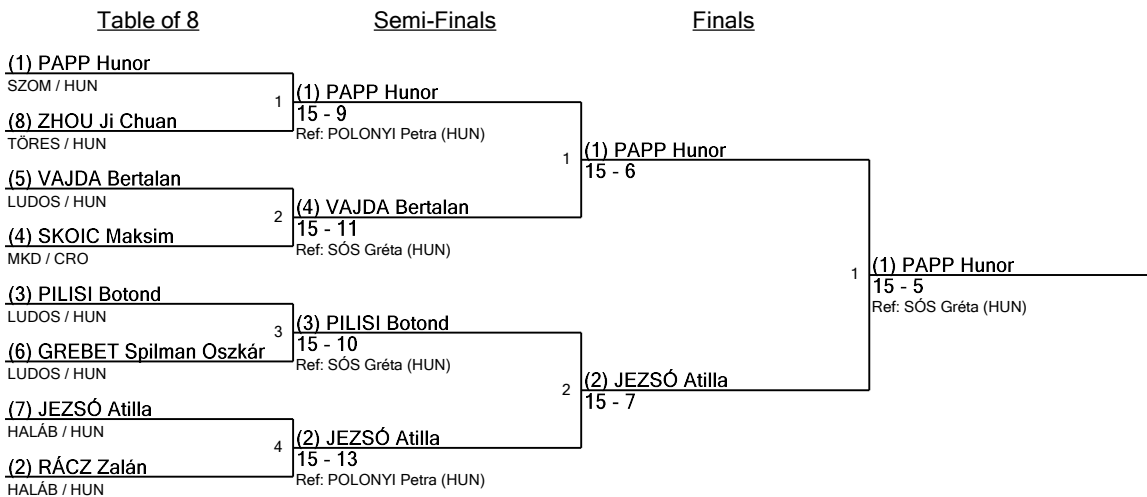 Table of 8
Semi-Finals
Finals
(1) PAPP Hunor
SZOM / HUN
(8) ZHOU Ji Chuan
TÖRES / HUN
(5) VAJDA Bertalan
LUDOS / HUN
(4) SKOIC Maksim
MKD / CRO
(3) PILISI Botond
LUDOS / HUN
(6) GREBET Spilman Oszkár
LUDOS / HUN
(7) JEZSÓ Atilla
HALÁB / HUN
(2) RÁCZ Zalán
HALÁB / HUN
1
(1) PAPP Hunor
15 - 9
Ref: POLONYI Petra (HUN)
2
(4) VAJDA Bertalan
15 - 11
Ref: SÓS Gréta (HUN)
3
(3) PILISI Botond
15 - 10
Ref: SÓS Gréta (HUN)
4
(2) JEZSÓ Atilla
15 - 13
Ref: POLONYI Petra (HUN)
1
(1) PAPP Hunor
15 - 6
2
(2) JEZSÓ Atilla
15 - 7
1
(1) PAPP Hunor
15 - 5
Ref: SÓS Gréta (HUN)